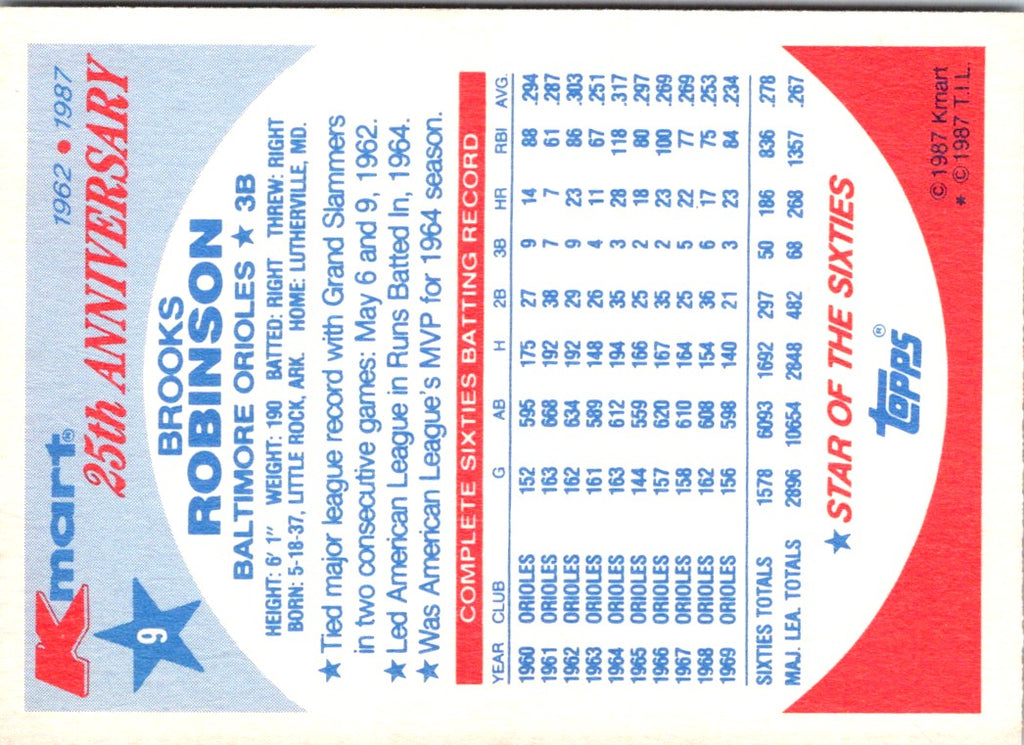 Kmart®
1962 • 1987
25th ANNIVERSARY
9
BROOKS
ROBINSON
BALTIMORE ORIOLES ★ 3B
HEIGHT: 6' 1" WEIGHT: 190 BATTED: RIGHT THREW: RIGHT
BORN: 5-18-37, LITTLE ROCK, ARK. HOME: LUTHERVILLE, MD.
★ Tied major league record with Grand Slammers
in two consecutive games: May 6 and 9, 1962.
★ Led American League in Runs Batted In, 1964.
★ Was American League's MVP for 1964 season.
COMPLETE SIXTIES BATTING RECORD
YEAR CLUB G AB H 2B 3B HR RBI AVG.
1960 ORIOLES 152 595 175 27 9 14 88 .294
1961 ORIOLES 163 668 192 38 7 7 61 .287
1962 ORIOLES 162 634 192 29 9 23 86 .303
1963 ORIOLES 161 589 148 26 4 11 67 .251
1964 ORIOLES 163 612 194 35 3 28 118 .317
1965 ORIOLES 144 559 166 25 2 18 80 .297
1966 ORIOLES 157 620 167 35 2 23 100 .269
1967 ORIOLES 158 610 164 25 5 22 77 .269
1968 ORIOLES 162 608 154 36 6 17 75 .253
1969 ORIOLES 156 598 140 21 3 23 84 .234
SIXTIES TOTALS 1578 6093 1692 297 50 186 836 .278
MAJ. LEA. TOTALS 2896 10654 2848 482 68 268 1357 .267
★ STAR OF THE SIXTIES
TOPPS®
© 1987 Kmart
* © 1987 T.I.L.